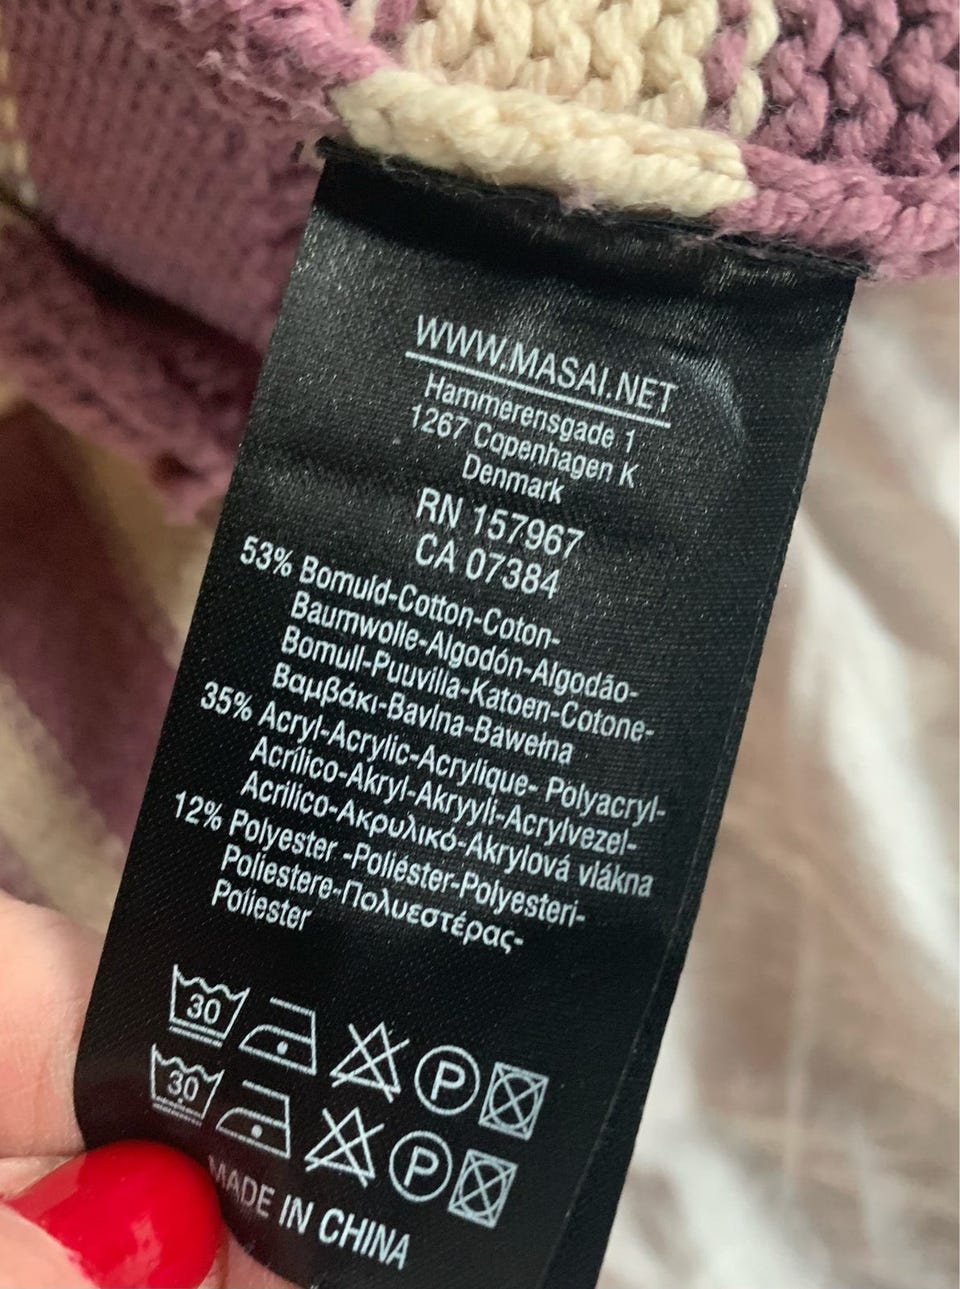 WWW.MASAI.NET
Hammerensgade 1
1267 Copenhagen K
Denmark
RN 157967
CA 07384
53% Bomuld-Cotton-Coton-
Baumwolle-Algodón-Algodão-
Bomull-Puuvilla-Katoen-Cotone-
Βαμβάκι-Bavlna-Bawełna
35% Acryl-Acrylic-Acrylique- Polyacryl-
Acrílico-Akryl-Akryyli-Acrylvezel-
Acrilico-Ακρυλικό-Akrylová vlákna
12% Polyester -Poliéster-Polyesteri-
Poliestere-Πολυεστέρας-
Poliester
30 P
30 P
MADE IN CHINA